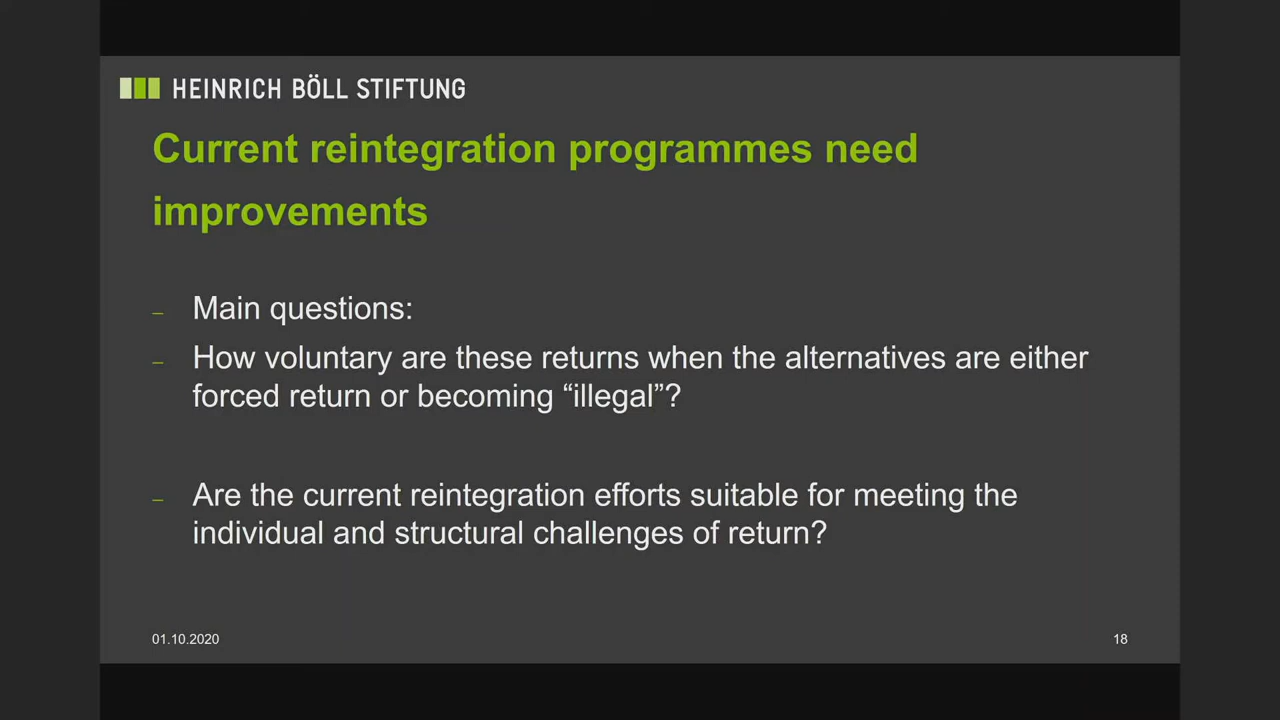 HEINRICH BÖLL STIFTUNG
Current reintegration programmes need
improvements
– Main questions:
– How voluntary are these returns when the alternatives are either
forced return or becoming “illegal”?
– Are the current reintegration efforts suitable for meeting the
individual and structural challenges of return?
01.10.2020
18